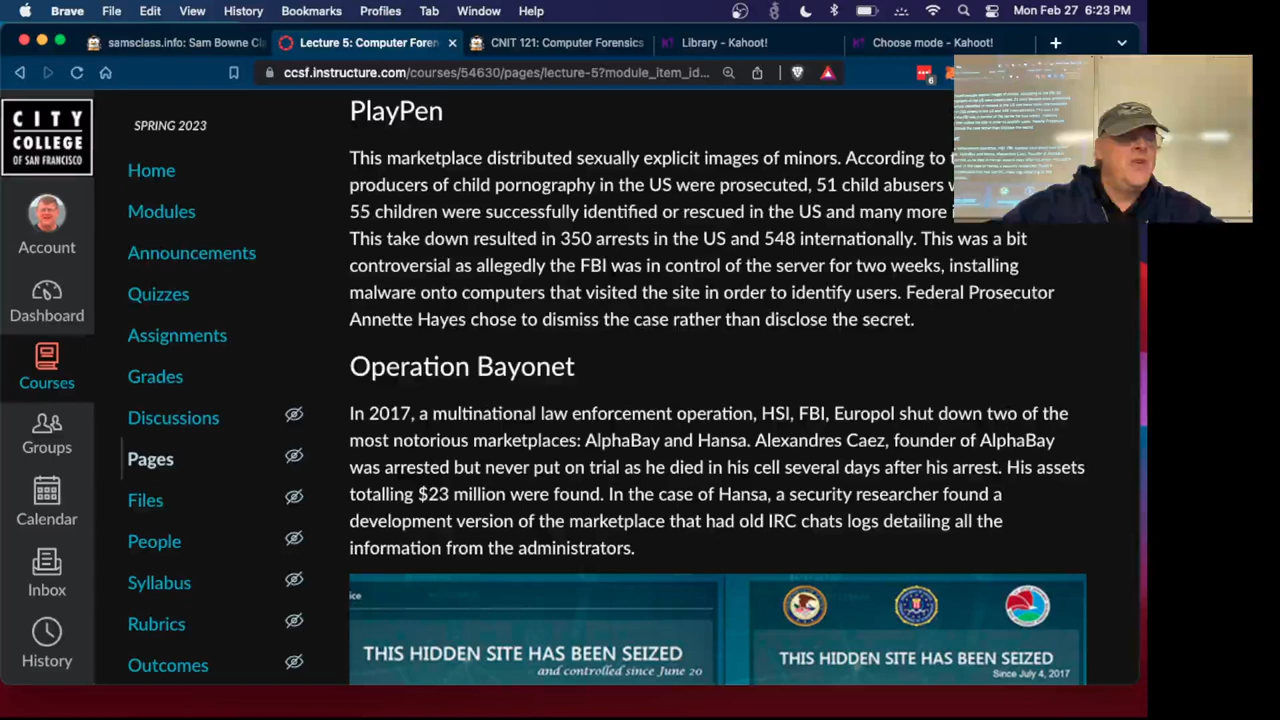 Brave File Edit View History Bookmarks Profiles Tab Window Help Mon Feb 27 6:23 PM
samsclass.info: Sam Bowne Cl Lecture 5: Computer Foren CNIT 121: Computer Forensics Library - Kahoot! Choose mode - Kahoot!
ccsf.instructure.com/courses/54630/pages/lecture-5?module_item_id... 6
CITY
COLLEGE
OF SAN FRANCISCO
Account
Dashboard
Courses
Groups
Calendar
Inbox
History
SPRING 2023
Home
Modules
Announcements
Quizzes
Assignments
Grades
Discussions
Pages
Files
People
Syllabus
Rubrics
Outcomes
PlayPen
This marketplace distributed sexually explicit images of minors. According to
producers of child pornography in the US were prosecuted, 51 child abusers
55 children were successfully identified or rescued in the US and many more
This take down resulted in 350 arrests in the US and 548 internationally. This was a bit
controversial as allegedly the FBI was in control of the server for two weeks, installing
malware onto computers that visited the site in order to identify users. Federal Prosecutor
Annette Hayes chose to dismiss the case rather than disclose the secret.
Operation Bayonet
In 2017, a multinational law enforcement operation, HSI, FBI, Europol shut down two of the
most notorious marketplaces: AlphaBay and Hansa. Alexandres Caez, founder of AlphaBay
was arrested but never put on trial as he died in his cell several days after his arrest. His assets
totalling $23 million were found. In the case of Hansa, a security researcher found a
development version of the marketplace that had old IRC chats logs detailing all the
information from the administrators.
ice
THIS HIDDEN SITE HAS BEEN SEIZED
and controlled since June 20
THIS HIDDEN SITE HAS BEEN SEIZED
Since July 4, 2017